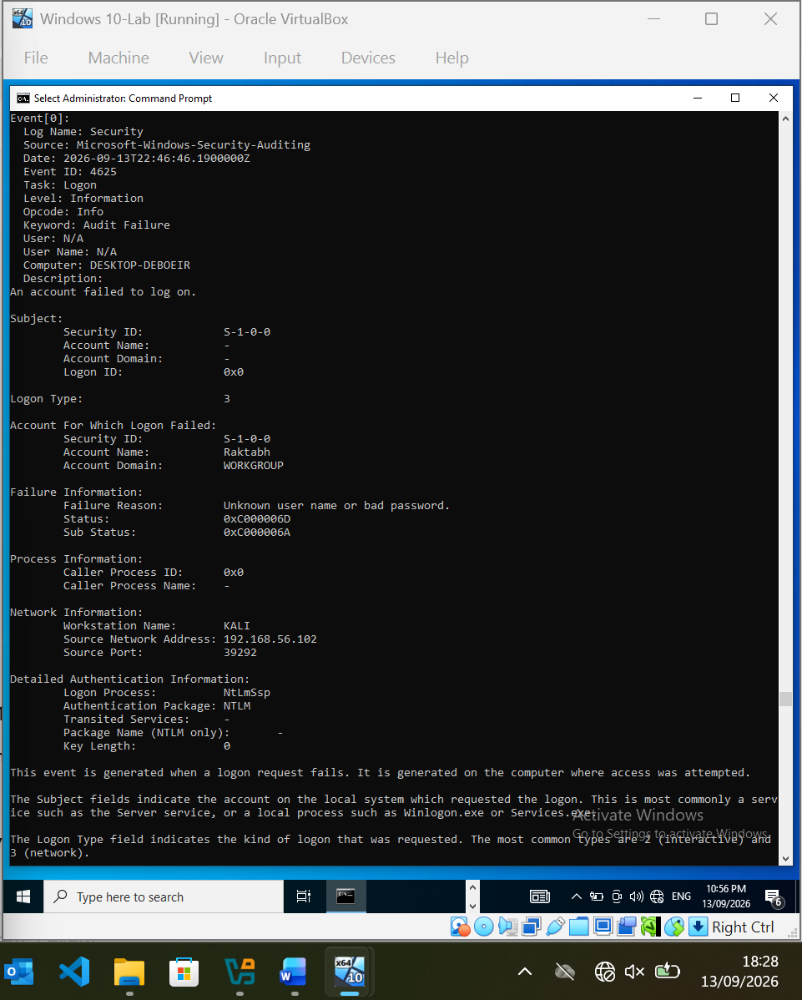 Windows 10-Lab [Running] - Oracle VirtualBox
File Machine View Input Devices Help
Select Administrator: Command Prompt
Event[0]:
Log Name: Security
Source: Microsoft-Windows-Security-Auditing
Date: 2026-09-13T22:46:46.1900000Z
Event ID: 4625
Task: Logon
Level: Information
Opcode: Info
Keyword: Audit Failure
User: N/A
User Name: N/A
Computer: DESKTOP-DEBOEIR
Description:
An account failed to log on.
Subject:
Security ID: S-1-0-0
Account Name: -
Account Domain: -
Logon ID: 0x0
Logon Type: 3
Account For Which Logon Failed:
Security ID: S-1-0-0
Account Name: Raktabh
Account Domain: WORKGROUP
Failure Information:
Failure Reason: Unknown user name or bad password.
Status: 0xC000006D
Sub Status: 0xC000006A
Process Information:
Caller Process ID: 0x0
Caller Process Name: -
Network Information:
Workstation Name: KALI
Source Network Address: 192.168.56.102
Source Port: 39292
Detailed Authentication Information:
Logon Process: NtLmSsp
Authentication Package: NTLM
Transited Services: -
Package Name (NTLM only): -
Key Length: 0
This event is generated when a logon request fails. It is generated on the computer where access was attempted.
The Subject fields indicate the account on the local system which requested the logon. This is most commonly a serv
ice such as the Server service, or a local process such as Winlogon.exe or Services.exe.
The Logon Type field indicates the kind of logon that was requested. The most common types are 2 (interactive) and
3 (network).
Activate Windows
Go to Settings to activate Windows.
Type here to search
ENG
10:56 PM
13/09/2026
6
Right Ctrl
x64
10
18:28
13/09/2026